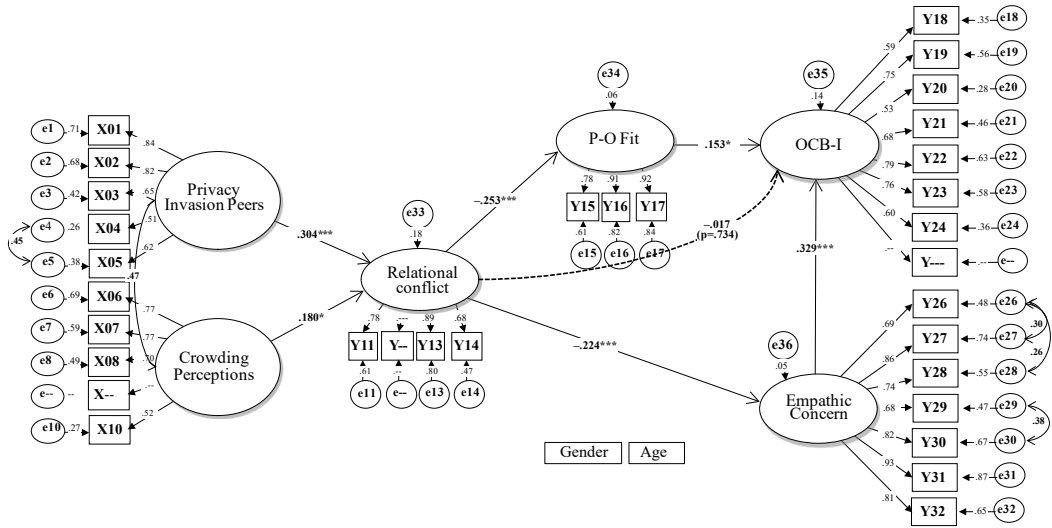 e1 .71 X01 .84
e2 .68 X02 .82
e3 .42 X03 .65
e4 .26 X04 .51
e5 .38 X05 .62
.45
.47
e6 .69 X06 .77
e7 .59 X07 .77
e8 .49 X08 .70
e-- -- X-- --
e10 .27 X10 .52
Privacy
Invasion Peers
Crowding
Perceptions
.304***
.180*
e33
.18
Relational
conflict
.78 .--- .89 .68
Y11 Y-- Y13 Y14
.61 .-- .80 .47
e11 e-- e13 e14
–.253***
–.224***
–.017
(p=.734)
e34
.06
P-O Fit
.78 .91 .92
Y15 Y16 Y17
.61 .82 .84
e15 e16 e17
.153*
e35
.14
OCB-I
.329***
e36
.05
Empathic
Concern
.59 Y18 .35 e18
.75 Y19 .56 e19
.53 Y20 .28 e20
.68 Y21 .46 e21
.79 Y22 .63 e22
.76 Y23 .58 e23
.60 Y24 .36 e24
.-- Y--- .-- e--
.69 Y26 .48 e26
.86 Y27 .74 e27
.74 Y28 .55 e28
.68 Y29 .47 e29
.82 Y30 .67 e30
.93 Y31 .87 e31
.81 Y32 .65 e32
.30
.26
.38
Gender Age